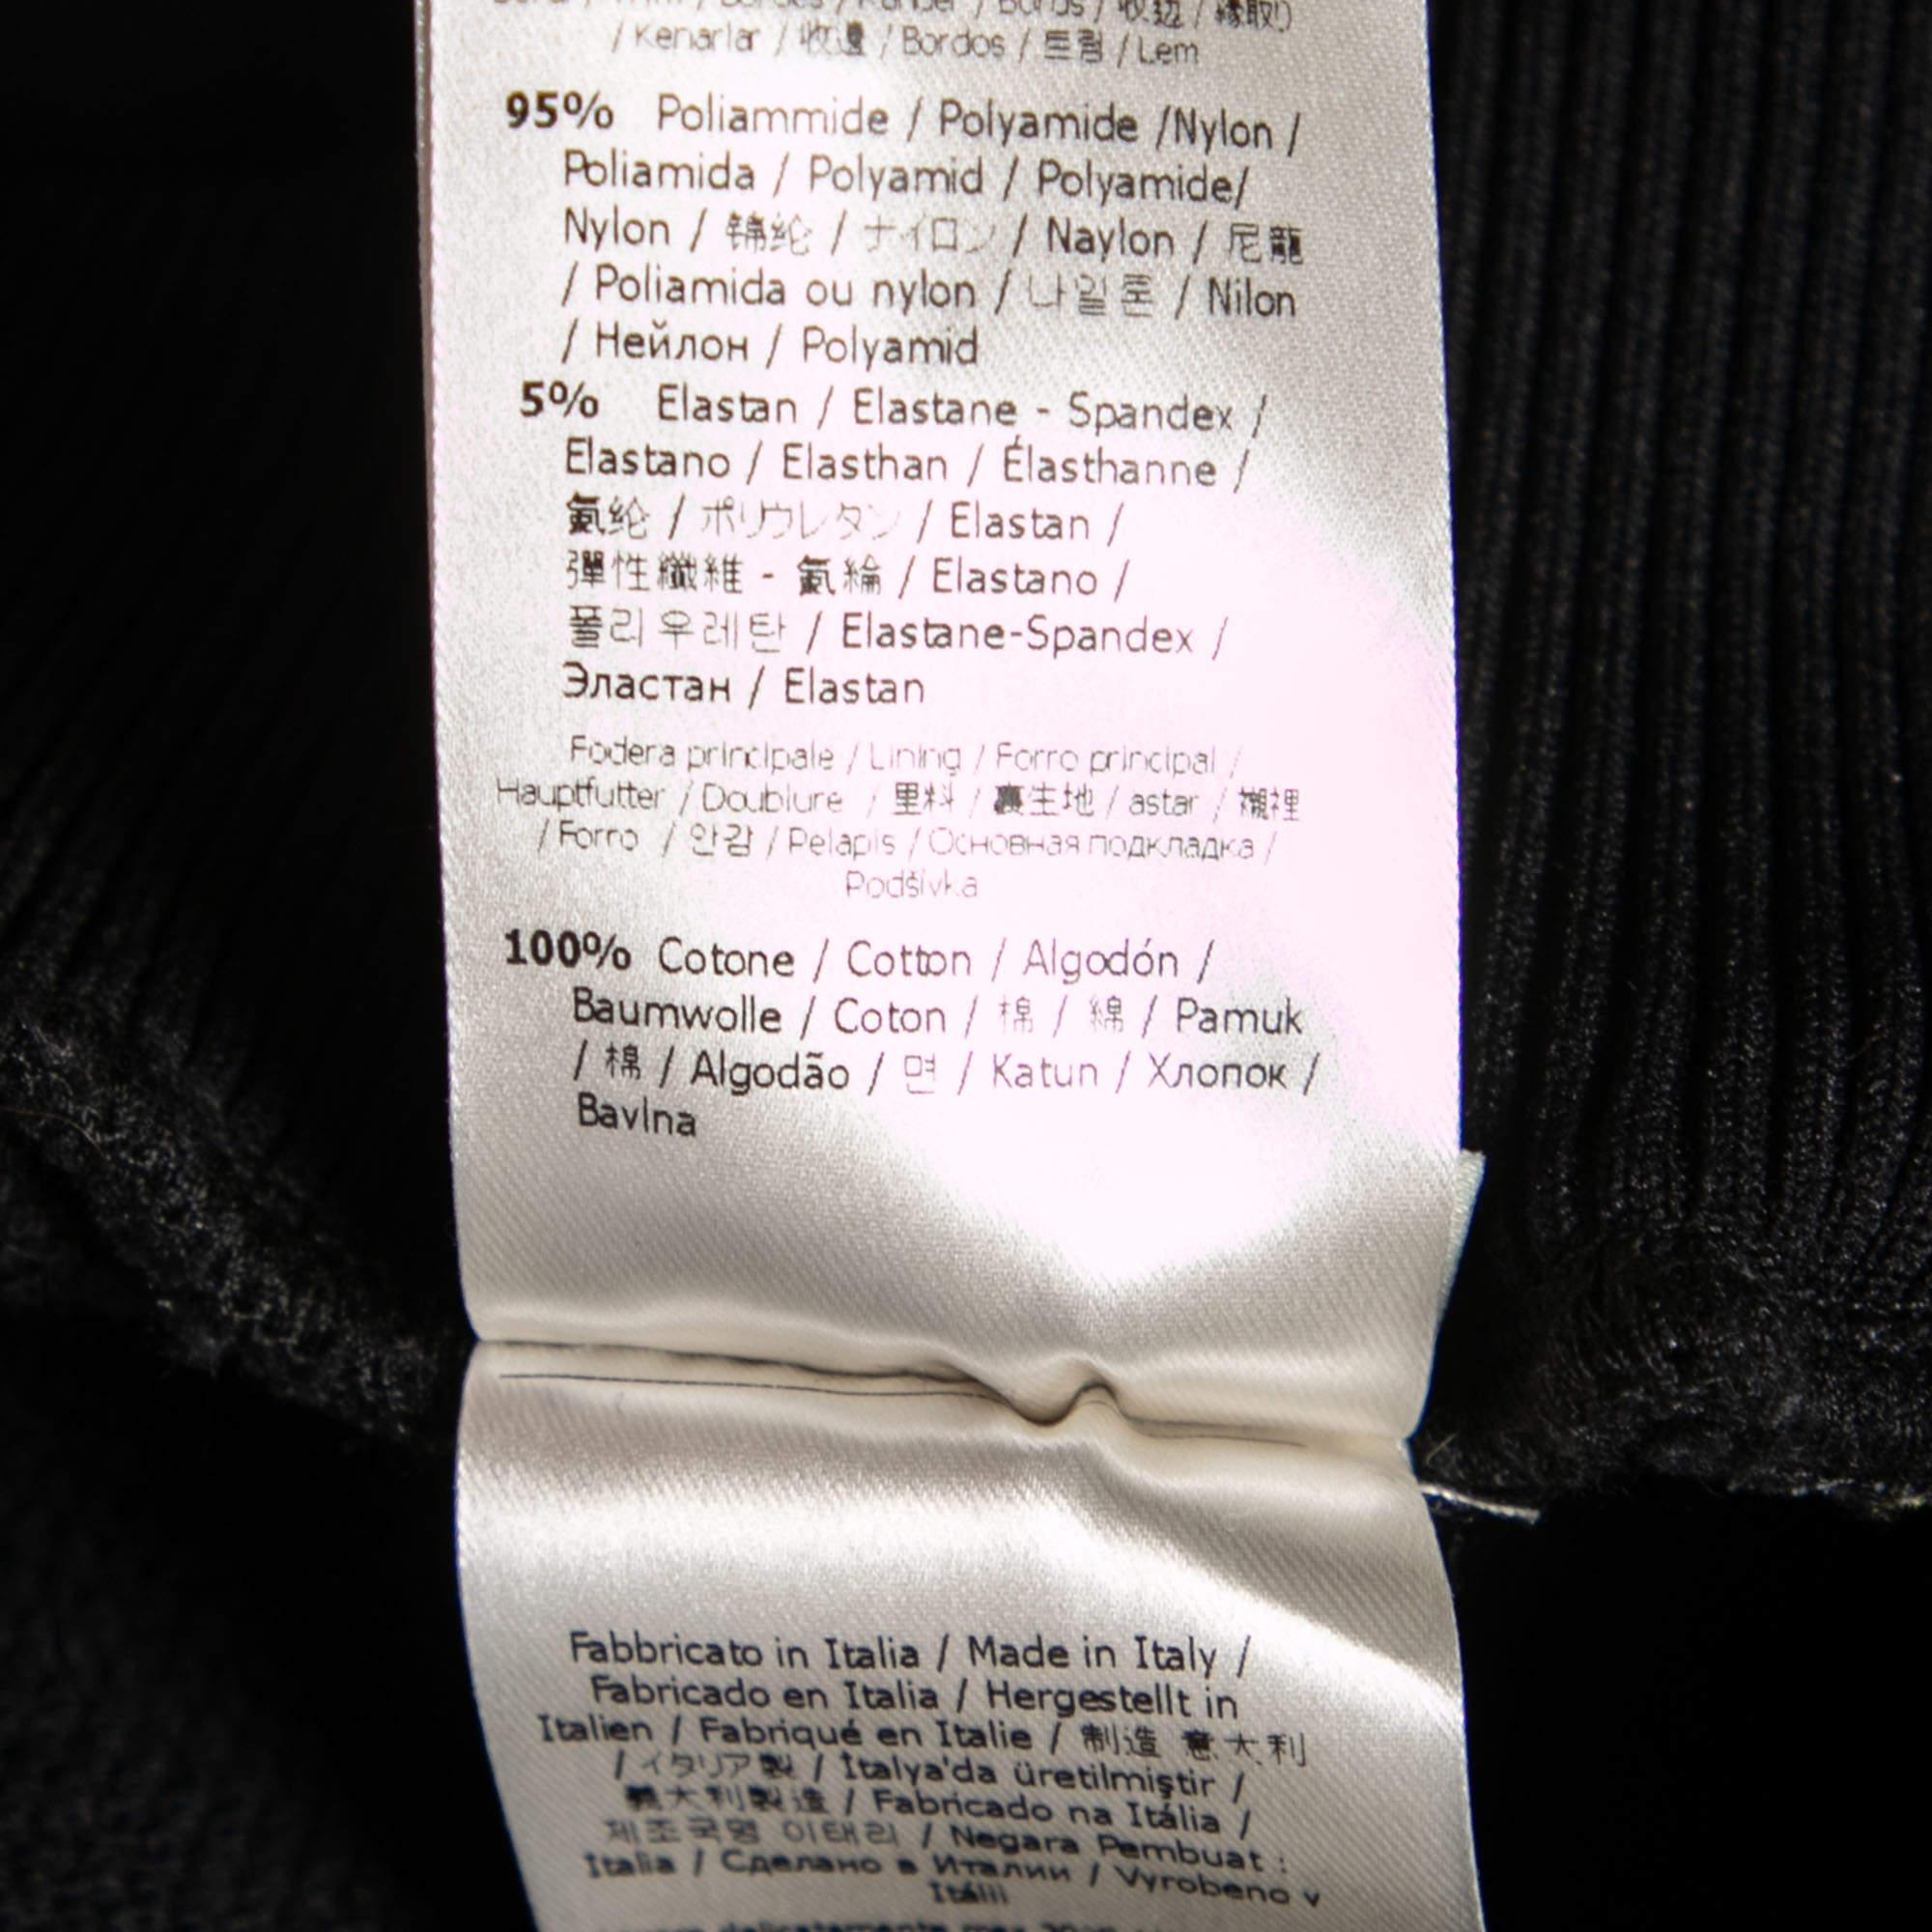 / Kenarlar / 收邊 / Bordos / 트림 / Lem
95% Poliammide / Polyamide /Nylon /
Poliamida / Polyamid / Polyamide/
Nylon / 锦纶 / ナイロン / Naylon / 尼龍
/ Poliamida ou nylon / 나일론 / Nilon
/ Нейлон / Polyamid
5% Elastan / Elastane - Spandex /
Elastano / Elasthan / Élasthanne /
氨纶 / ポリウレタン / Elastan /
彈性纖維 - 氨綸 / Elastano /
폴리우레탄 / Elastane-Spandex /
Эластан / Elastan
Fodera principale / Lining / Forro principal /
Hauptfutter / Doublure / 里料 / 裏生地 / astar / 襯裡
/ Forro / 안감 / Pelapis / Основная подкладка /
Podšívka
100% Cotone / Cotton / Algodón /
Baumwolle / Coton / 棉 / 綿 / Pamuk
/ 棉 / Algodão / 면 / Katun / Хлопок /
Bavlna
Fabbricato in Italia / Made in Italy /
Fabricado en Italia / Hergestellt in
Italien / Fabriqué en Italie / 制造 意大利
/ イタリア製 / İtalya'da üretilmiştir /
義大利製造 / Fabricado na Itália /
제조국명 이태리 / Negara Pembuat :
Italia / Сделано в Италии / Vyrobeno v
Itálii